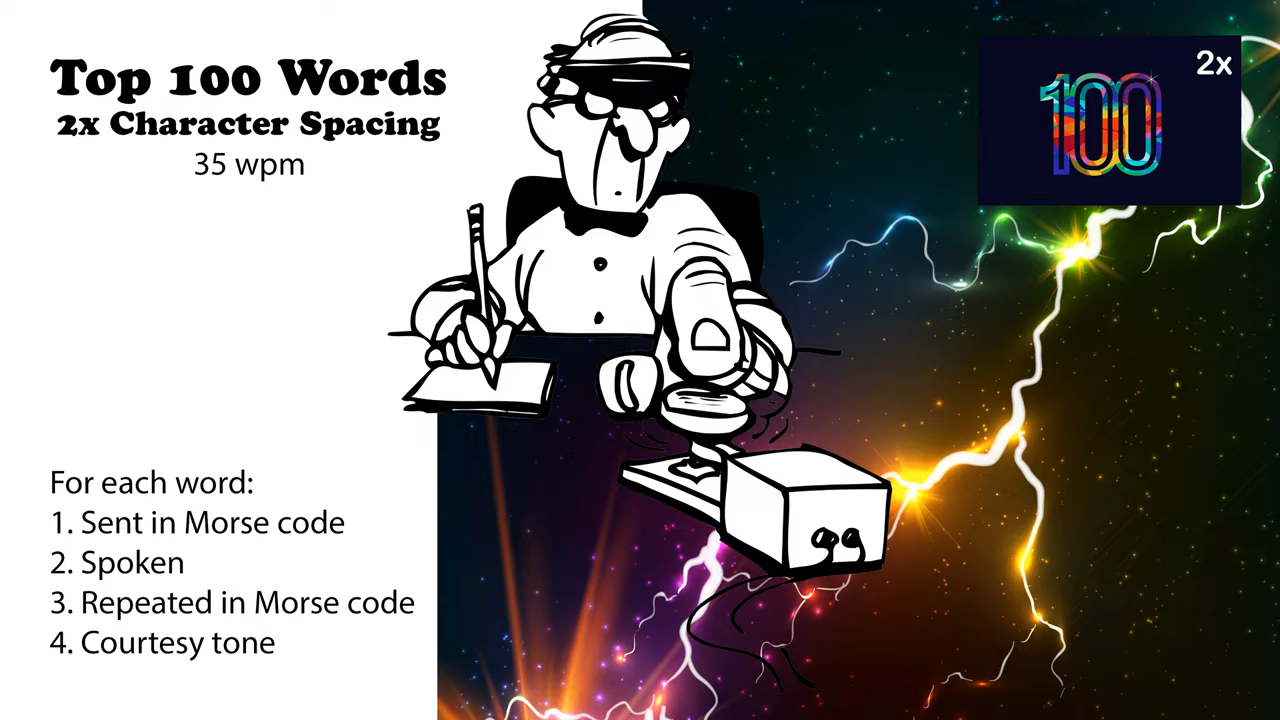 Top 100 Words
2x Character Spacing
35 wpm
2x
100
For each word:
1. Sent in Morse code
2. Spoken
3. Repeated in Morse code
4. Courtesy tone